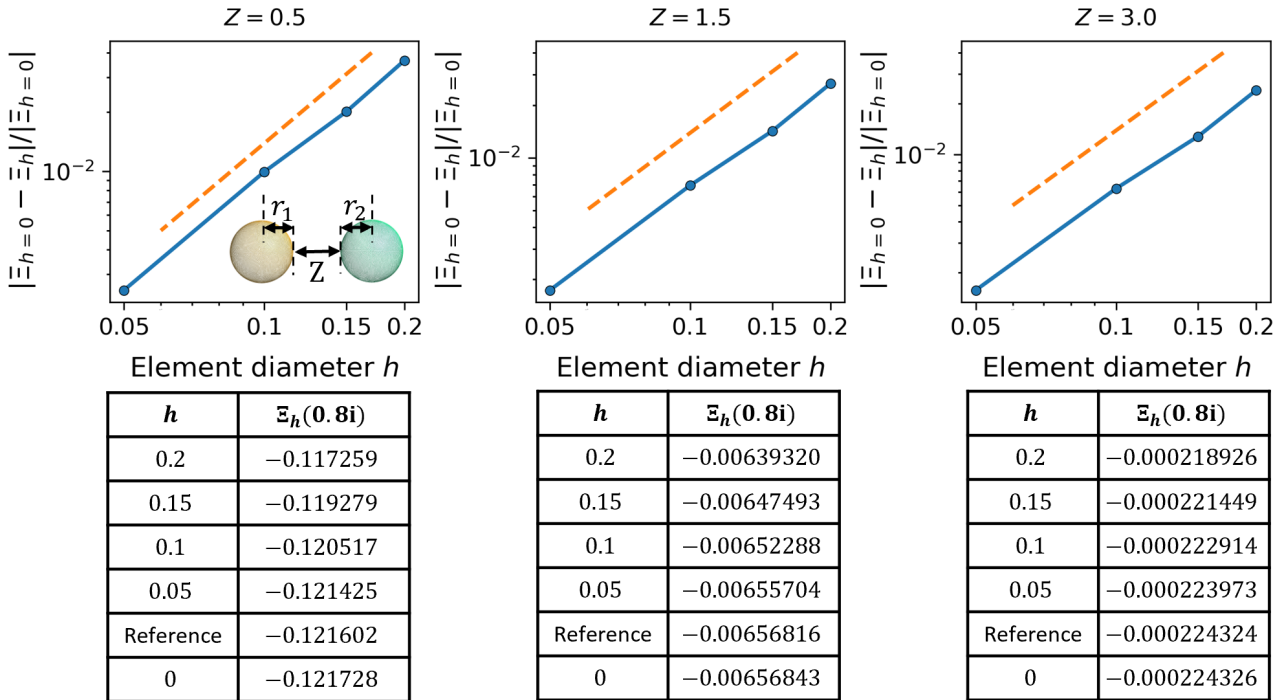 Z = 0.5
Z = 1.5
Z = 3.0
|Ξₕ₌₀ − Ξₕ|/|Ξₕ₌₀|
10⁻²
r₁ r₂
Z
0.05 0.1 0.15 0.2
Element diameter h
|Ξₕ₌₀ − Ξₕ|/|Ξₕ₌₀|
10⁻²
0.05 0.1 0.15 0.2
Element diameter h
|Ξₕ₌₀ − Ξₕ|/|Ξₕ₌₀|
10⁻²
0.05 0.1 0.15 0.2
Element diameter h
h Ξₕ(0.8i)
0.2 −0.117259
0.15 −0.119279
0.1 −0.120517
0.05 −0.121425
Reference −0.121602
0 −0.121728
h Ξₕ(0.8i)
0.2 −0.00639320
0.15 −0.00647493
0.1 −0.00652288
0.05 −0.00655704
Reference −0.00656816
0 −0.00656843
h Ξₕ(0.8i)
0.2 −0.000218926
0.15 −0.000221449
0.1 −0.000222914
0.05 −0.000223973
Reference −0.000224324
0 −0.000224326